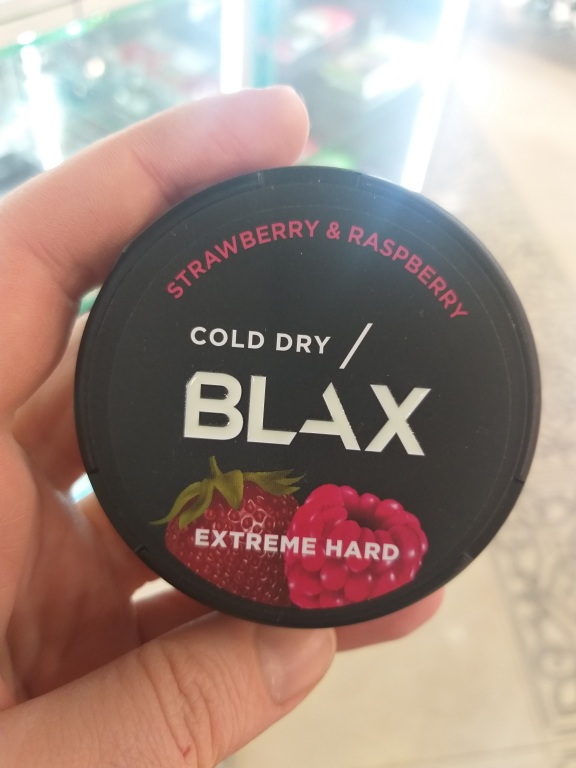 STRAWBERRY & RASPBERRY
COLD DRY /
BLAX
EXTREME HARD